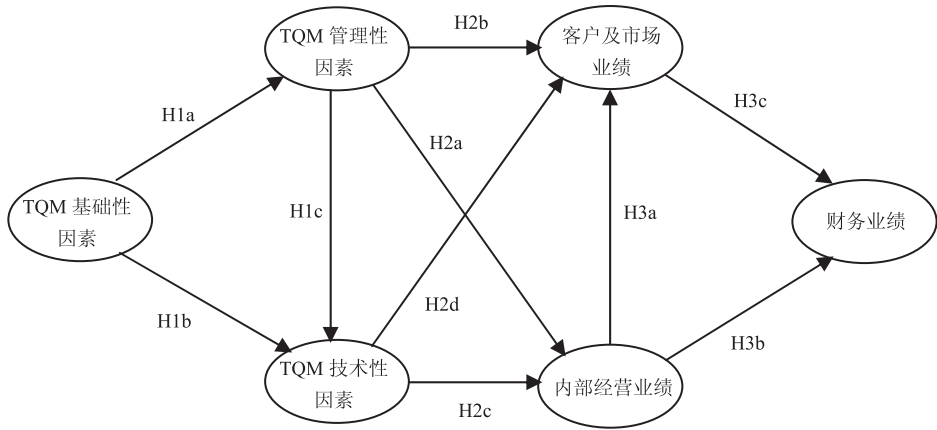 TQM 管理性
因素
H2b
客户及市场
业绩
H1a
H3c
H2a
TQM 基础性
因素
H1c
H3a
财务业绩
H2d
H1b
H3b
TQM 技术性
因素
内部经营业绩
H2c